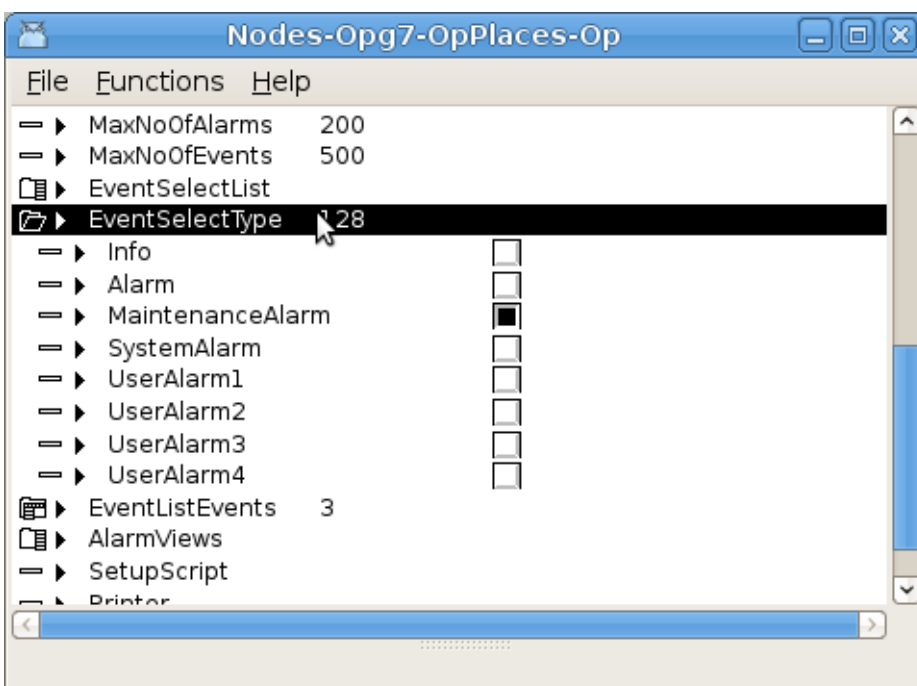 Nodes-Opg7-OpPlaces-Op
File Functions Help
MaxNoOfAlarms 200
MaxNoOfEvents 500
EventSelectList
EventSelectType 128
Info
Alarm
MaintenanceAlarm
SystemAlarm
UserAlarm1
UserAlarm2
UserAlarm3
UserAlarm4
EventListEvents 3
AlarmViews
SetupScript
Printer